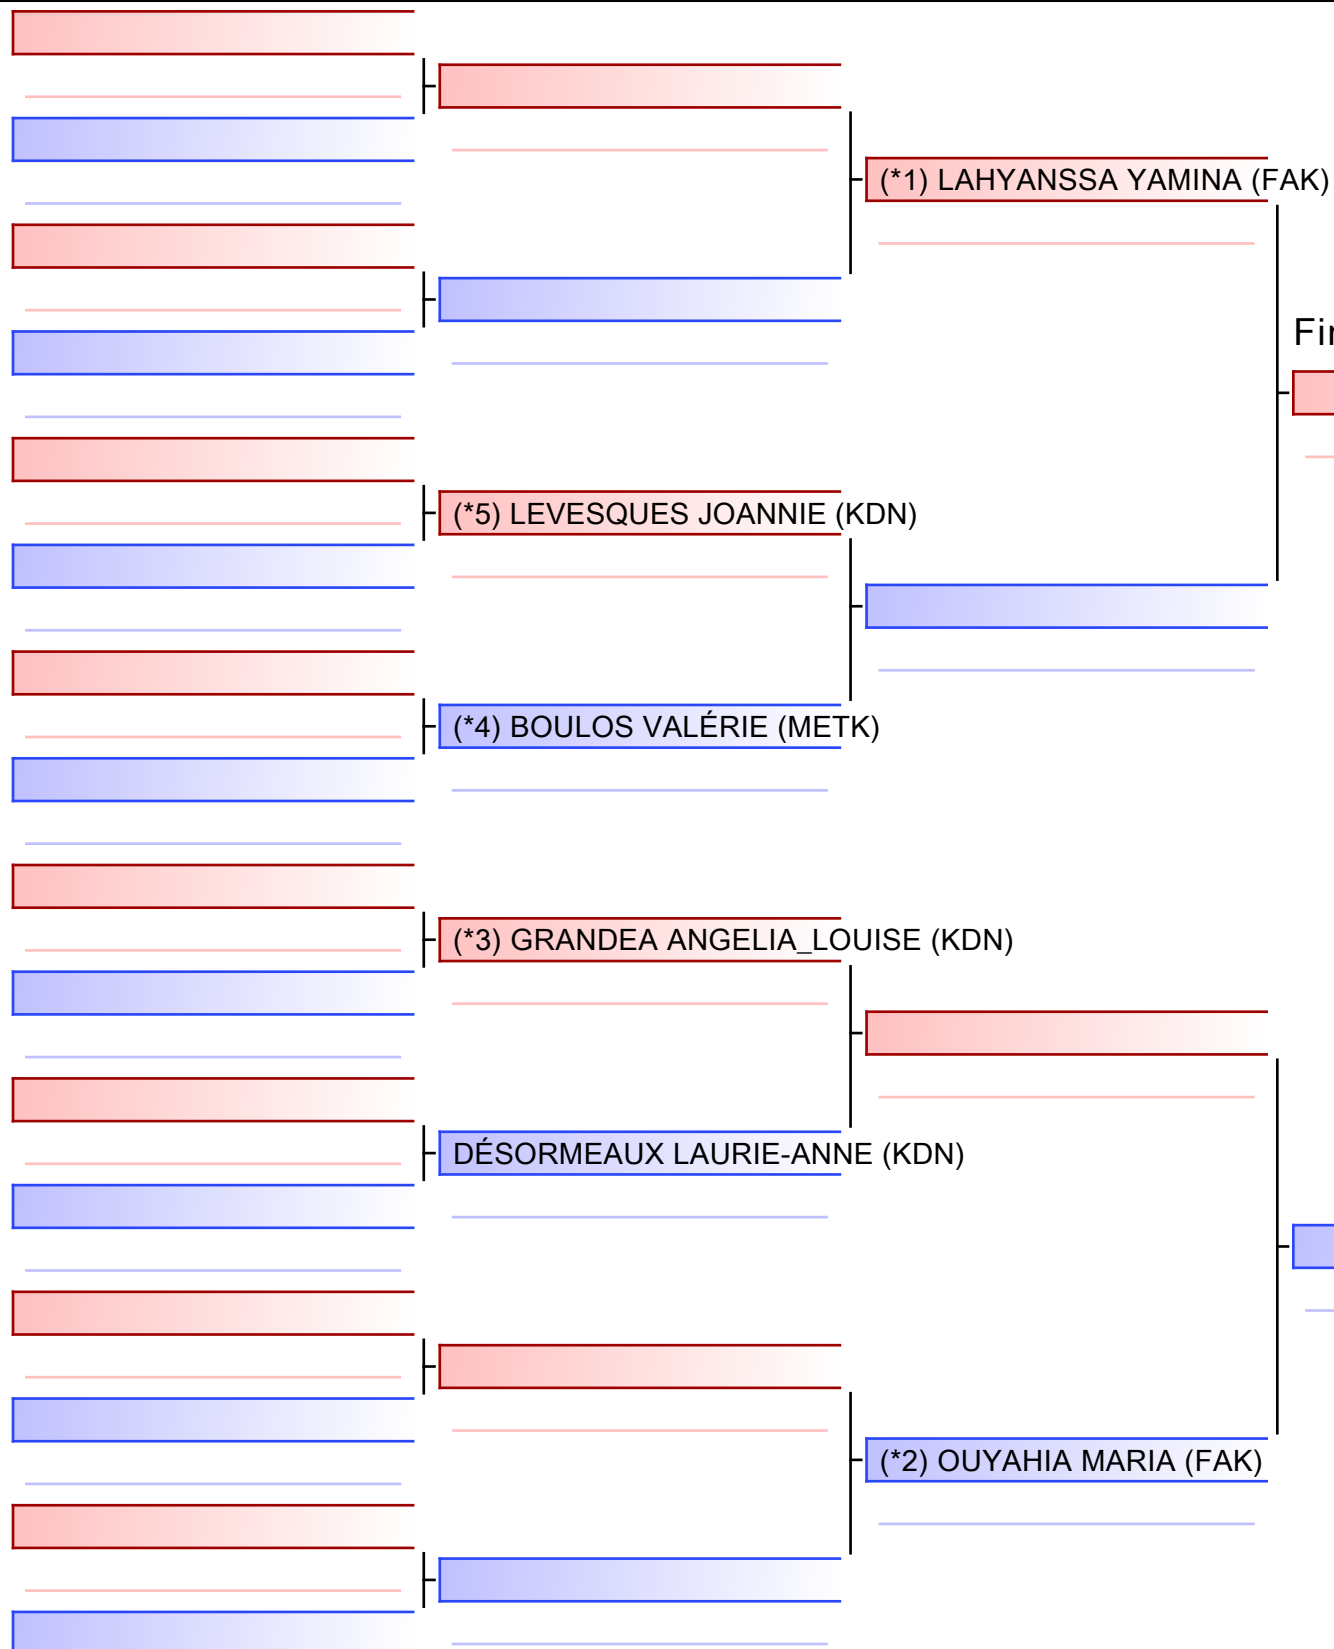 (*1) LAHYANSSA YAMINA (FAK)
(*5) LEVESQUES JOANNIE (KDN)
(*4) BOULOS VALÉRIE (METK)
(*3) GRANDEA ANGELIA_LOUISE (KDN)
DÉSORMEAUX LAURIE-ANNE (KDN)
(*2) OUYAHIA MARIA (FAK)